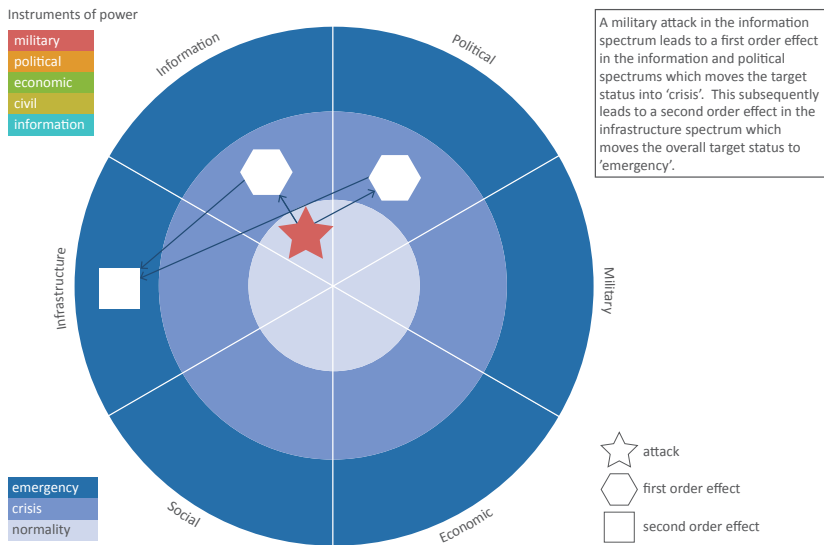 Instruments of power
military
political
economic
civil
information
Information
Political
A military attack in the information
spectrum leads to a first order effect
in the information and political
spectrums which moves the target
status into ‘crisis’.  This subsequently
leads to a second order effect in the
infrastructure spectrum which
moves the overall target status to
’emergency’.
Infrastructure
Military
Social
Economic
emergency
crisis
normality
attack
first order effect
second order effect